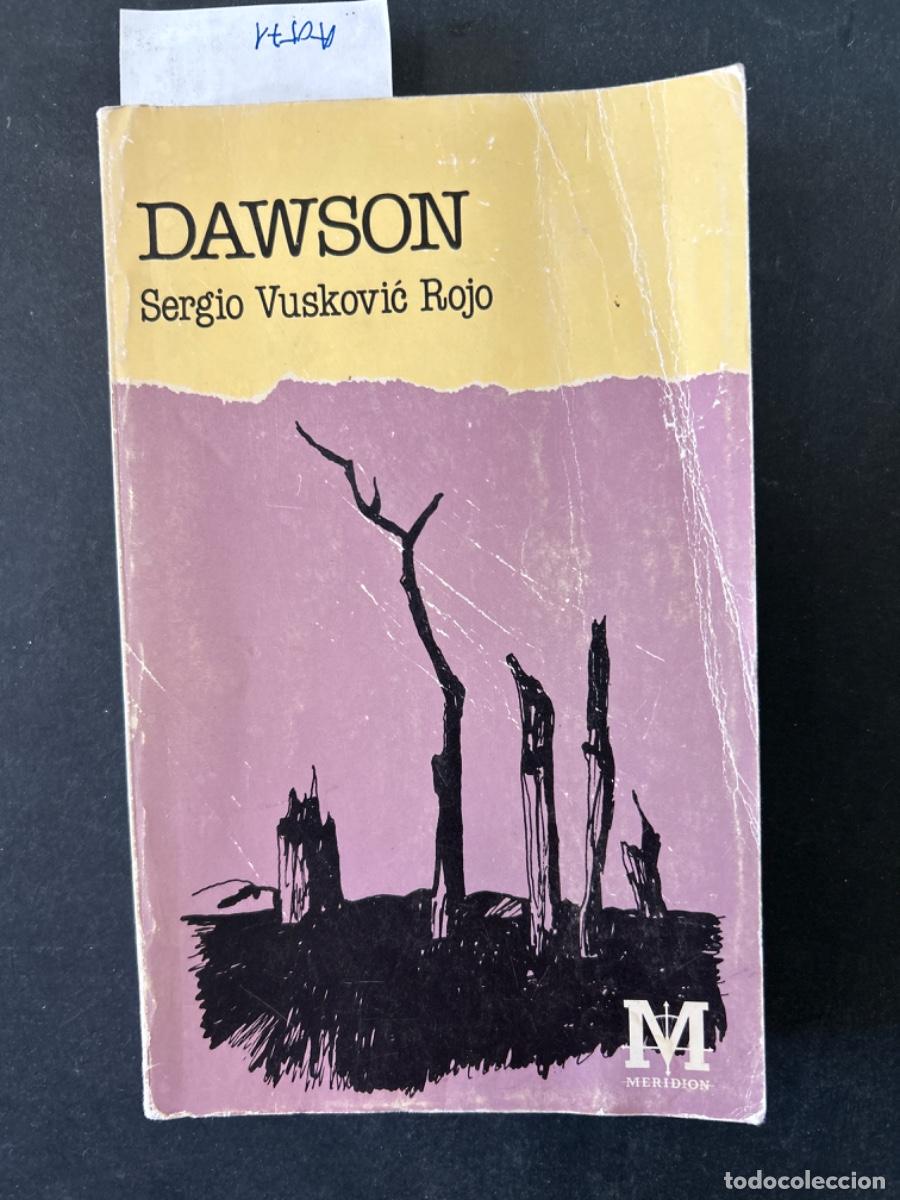 DAWSON
Sergio Vusković Rojo
M
MERIDION
todocoleccion